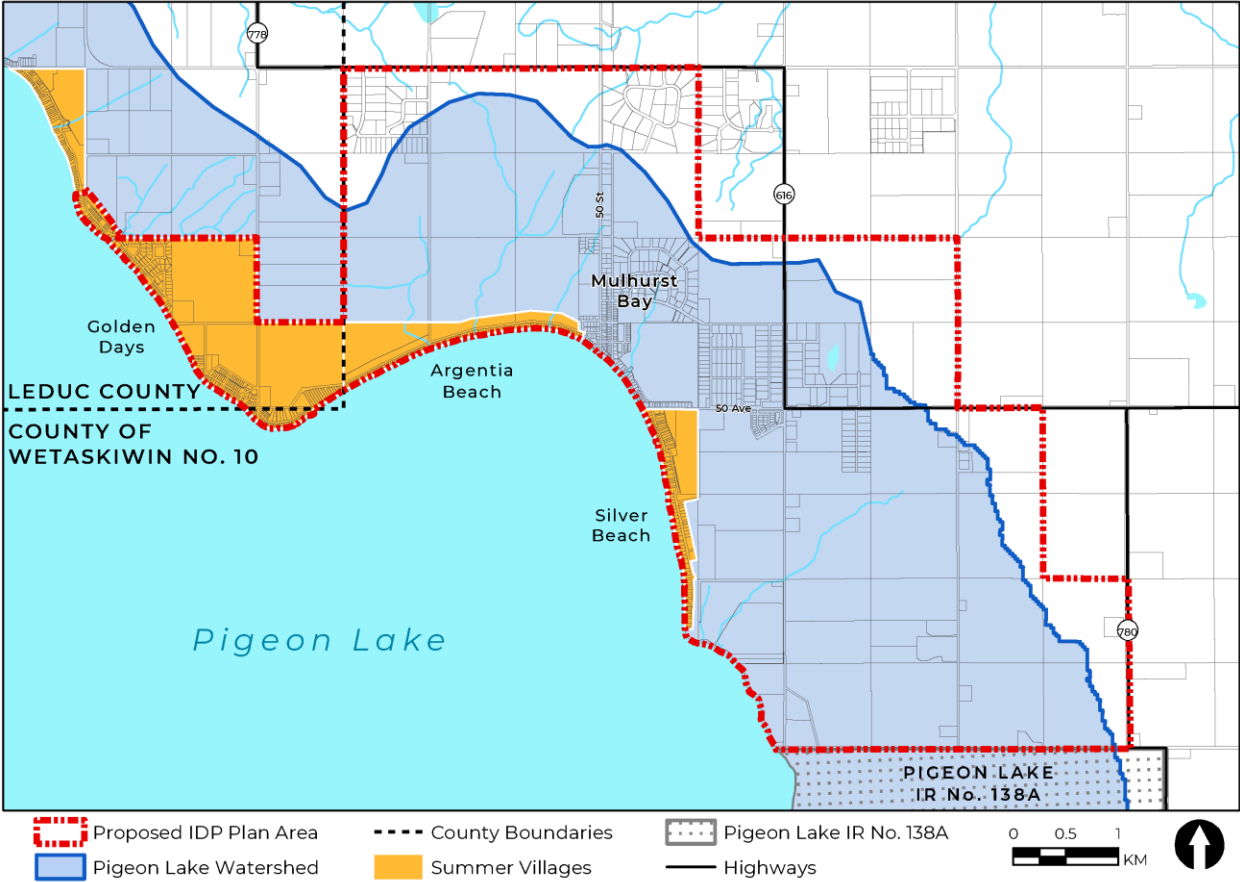 778
616
50 St
Mulhurst
Bay
Golden
Days
Argentia
Beach
LEDUC COUNTY
COUNTY OF
WETASKIWIN NO. 10
50 Ave
Silver
Beach
Pigeon Lake
780
PIGEON LAKE
IR No. 138A
Proposed IDP Plan Area
County Boundaries
Pigeon Lake IR No. 138A
0 0.5 1
KM
Pigeon Lake Watershed
Summer Villages
Highways